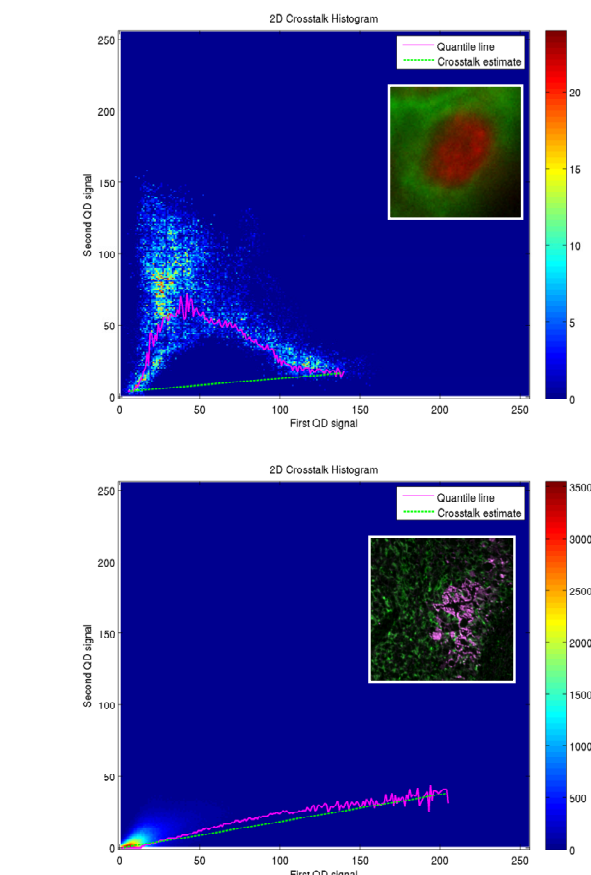 2D Crosstalk Histogram
250
200
150
100
50
0
Second QD signal
Quantile line
Crosstalk estimate
0 50 100 150 200 250
First QD signal
20
15
10
5
0
2D Crosstalk Histogram
250
200
150
100
50
0
Second QD signal
Quantile line
Crosstalk estimate
0 50 100 150 200 250
First QD signal
3500
3000
2500
2000
1500
1000
500
0